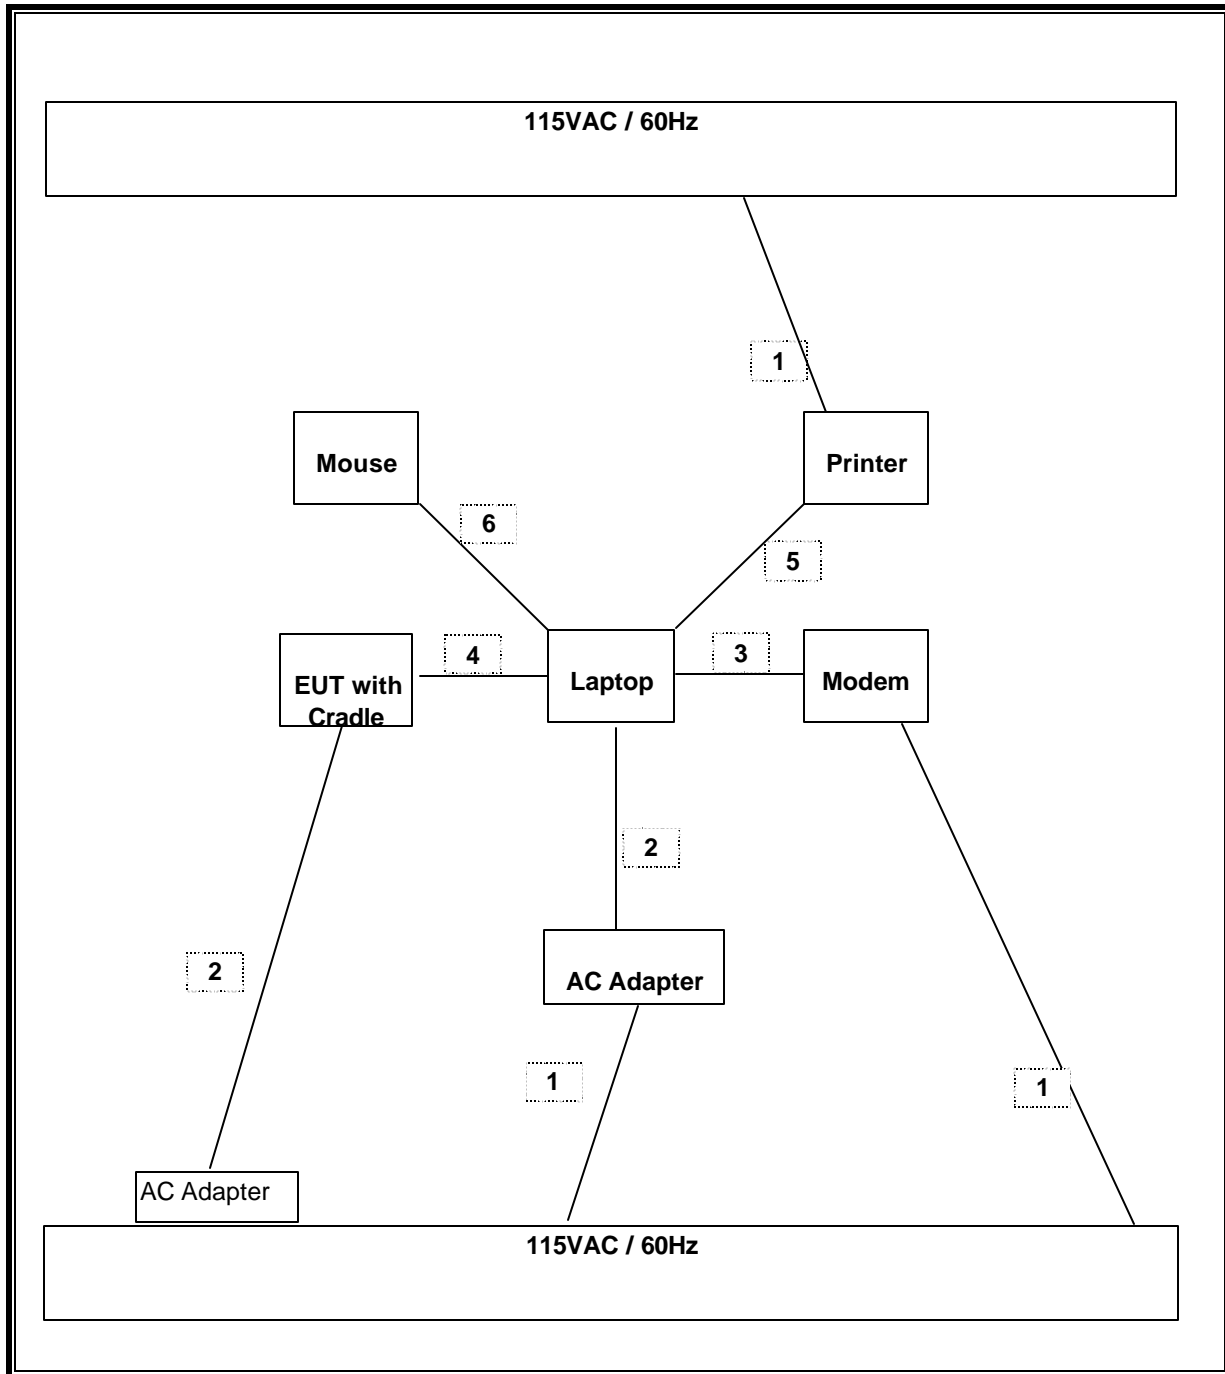 115VAC / 60Hz
1
Mouse
Printer
6
5
EUT with
Cradle
4
Laptop
3
Modem
2
2
AC Adapter
1
1
AC Adapter
115VAC / 60Hz